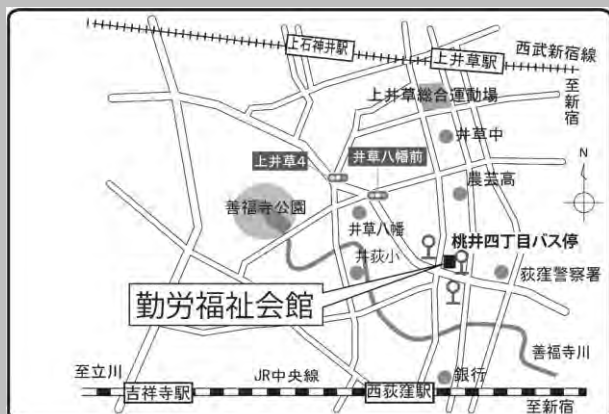 上石神井駅
上井草駅
西武新宿線
至新宿
上井草総合運動場
井草中
上井草4
井草八幡前
農芸高
N
善福寺公園
井草八幡
桃井四丁目バス停
井荻小
荻窪警察署
勤労福祉会館
善福寺川
至立川
JR中央線
銀行
吉祥寺駅
西荻窪駅
至新宿